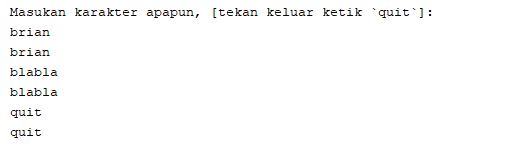 Masukan karakter apapun, [tekan keluar ketik `quit`]:
brian
brian
blabla
blabla
quit
quit